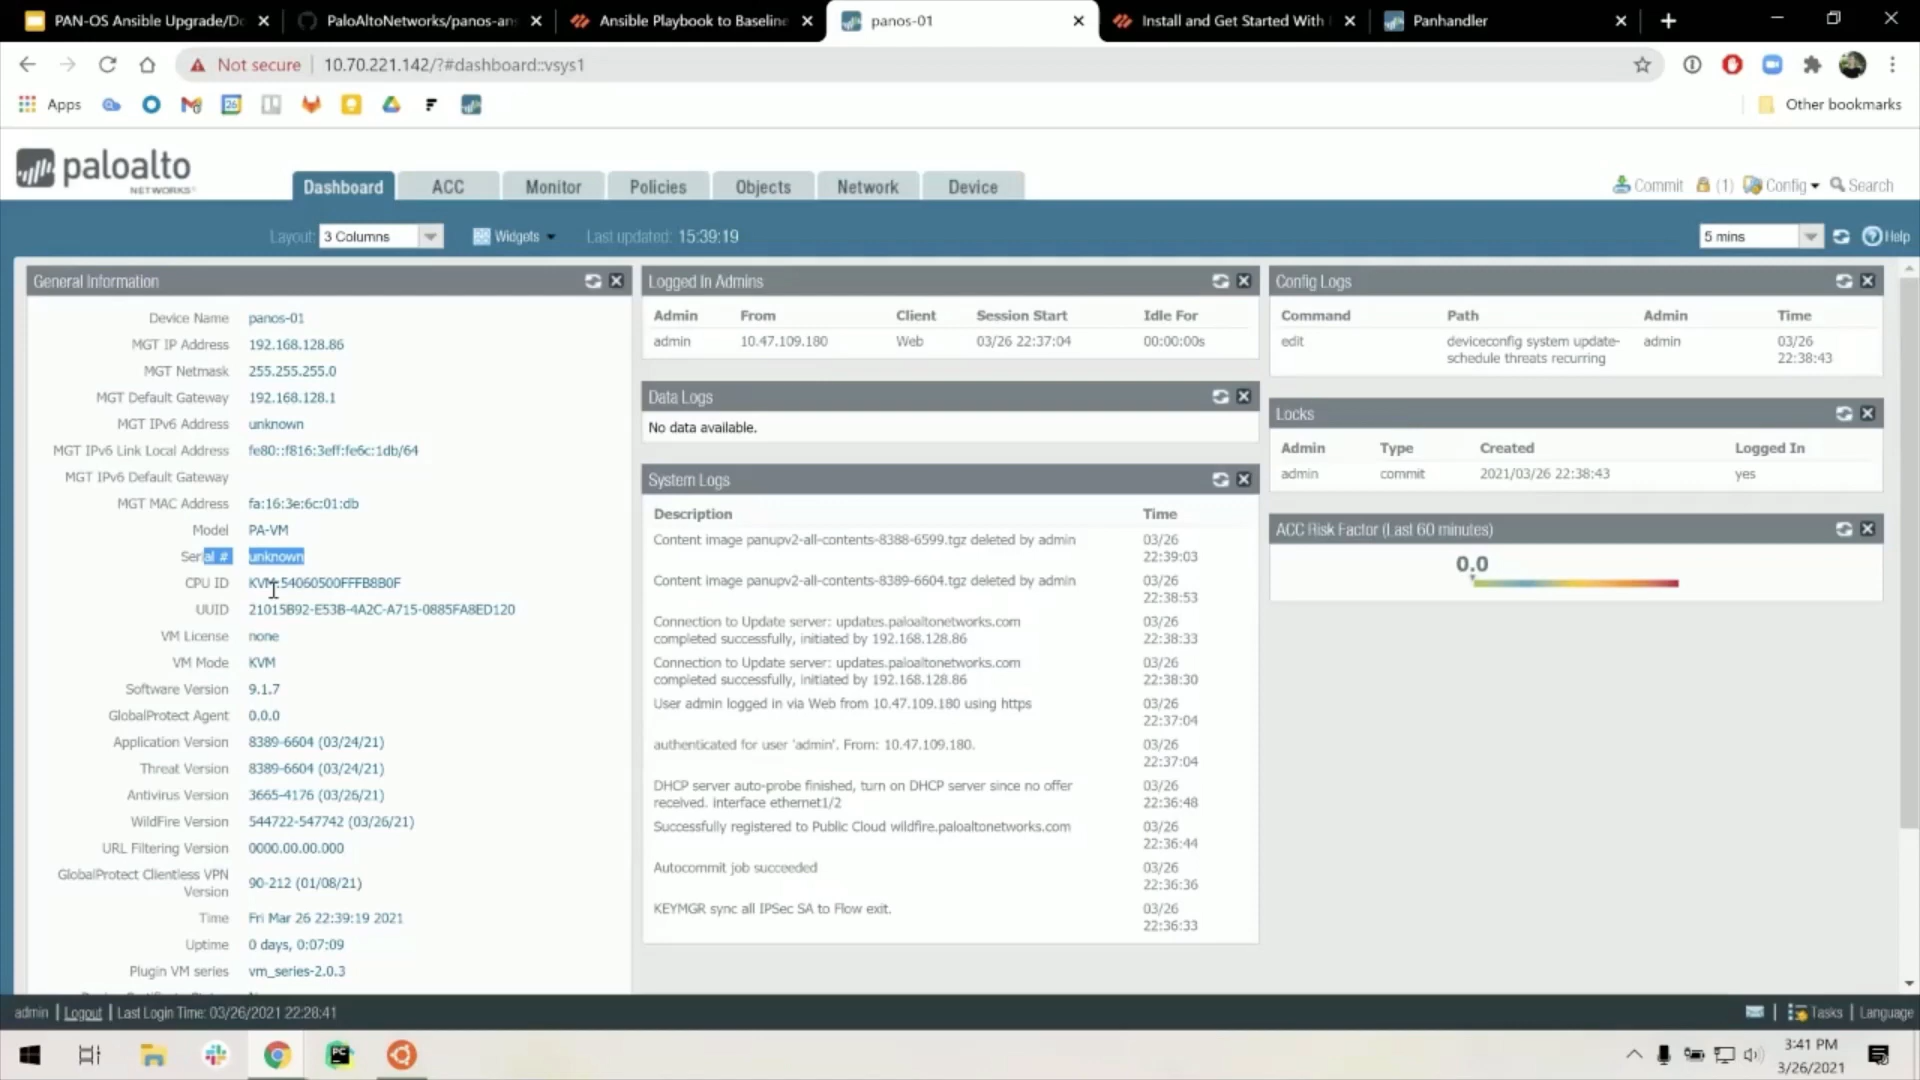 PAN-OS Ansible Upgrade/Do
PaloAltoNetworks/panos-ans
Ansible Playbook to Baseline
panos-01
Install and Get Started With
Panhandler
Not secure
10.70.221.142/?#dashboard::vsys1
Apps
Other bookmarks
paloalto
NETWORKS
Dashboard
ACC
Monitor
Policies
Objects
Network
Device
Commit
(1)
Config
Search
Layout:
3 Columns
Widgets
Last updated: 15:39:19
5 mins
Help
General Information
Device Name panos-01
MGT IP Address 192.168.128.86
MGT Netmask 255.255.255.0
MGT Default Gateway 192.168.128.1
MGT IPv6 Address unknown
MGT IPv6 Link Local Address fe80::f816:3eff:fe6c:1db/64
MGT IPv6 Default Gateway
MGT MAC Address fa:16:3e:6c:01:db
Model PA-VM
Serial # unknown
CPU ID KVM:54060500FFFB8B0F
UUID 21015B92-E53B-4A2C-A715-0885FA8ED120
VM License none
VM Mode KVM
Software Version 9.1.7
GlobalProtect Agent 0.0.0
Application Version 8389-6604 (03/24/21)
Threat Version 8389-6604 (03/24/21)
Antivirus Version 3665-4176 (03/26/21)
WildFire Version 544722-547742 (03/26/21)
URL Filtering Version 0000.00.00.000
GlobalProtect Clientless VPN
Version
90-212 (01/08/21)
Time Fri Mar 26 22:39:19 2021
Uptime 0 days, 0:07:09
Plugin VM series vm_series-2.0.3
Logged In Admins
Admin From Client Session Start Idle For
admin 10.47.109.180 Web 03/26 22:37:04 00:00:00s
Data Logs
No data available.
System Logs
Description Time
Content image panupv2-all-contents-8388-6599.tgz deleted by admin 03/26
22:39:03
Content image panupv2-all-contents-8389-6604.tgz deleted by admin 03/26
22:38:53
Connection to Update server: updates.paloaltonetworks.com 03/26
completed successfully, initiated by 192.168.128.86 22:38:33
Connection to Update server: updates.paloaltonetworks.com 03/26
completed successfully, initiated by 192.168.128.86 22:38:30
User admin logged in via Web from 10.47.109.180 using https 03/26
22:37:04
authenticated for user 'admin'. From: 10.47.109.180. 03/26
22:37:04
DHCP server auto-probe finished, turn on DHCP server since no offer 03/26
received. interface ethernet1/2 22:36:48
Successfully registered to Public Cloud wildfire.paloaltonetworks.com 03/26
22:36:44
Autocommit job succeeded 03/26
22:36:36
KEYMGR sync all IPSec SA to Flow exit. 03/26
22:36:33
Config Logs
Command Path Admin Time
edit deviceconfig system update- admin 03/26
schedule threats recurring 22:38:43
Locks
Admin Type Created Logged In
admin commit 2021/03/26 22:38:43 yes
ACC Risk Factor (Last 60 minutes)
0.0
admin | Logout | Last Login Time: 03/26/2021 22:28:41
Tasks | Language
3:41 PM
3/26/2021